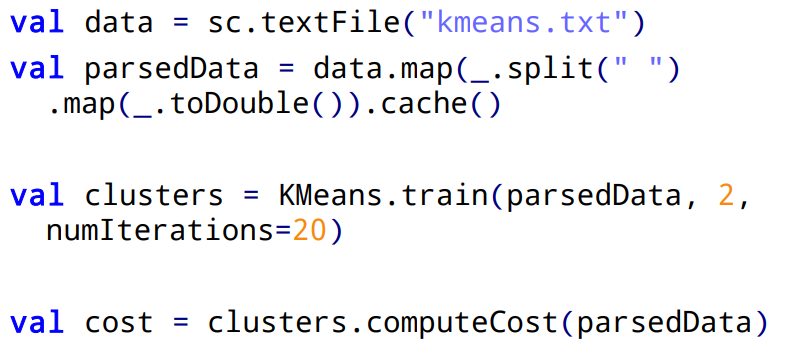 val data = sc.textFile("kmeans.txt")
val parsedData = data.map(_.split(" ")
.map(_.toDouble()).cache()
val clusters = KMeans.train(parsedData, 2,
numIterations=20)
val cost = clusters.computeCost(parsedData)